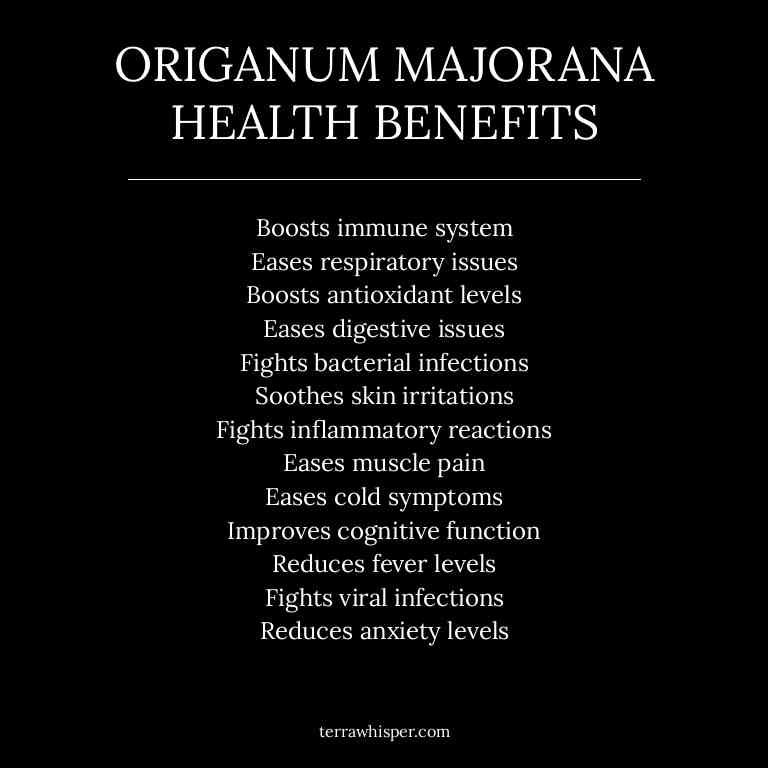 ORIGANUM MAJORANA
HEALTH BENEFITS
Boosts immune system
Eases respiratory issues
Boosts antioxidant levels
Eases digestive issues
Fights bacterial infections
Soothes skin irritations
Fights inflammatory reactions
Eases muscle pain
Eases cold symptoms
Improves cognitive function
Reduces fever levels
Fights viral infections
Reduces anxiety levels
terrawhisper.com